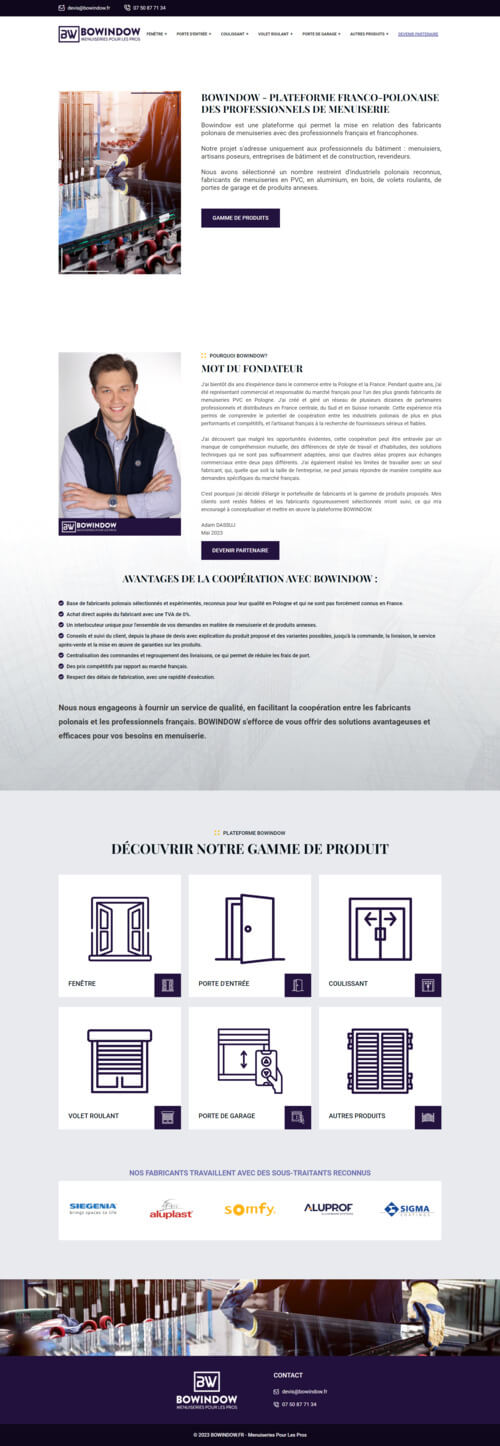 devis@bowindow.fr 07 50 87 71 34
BW BOWINDOW
MENUISERIES POUR LES PROS
FENÊTRE PORTE D'ENTRÉE COULISSANT VOLET ROULANT PORTE DE GARAGE AUTRES PRODUITS DEVENIR PARTENAIRE
BOWINDOW - PLATEFORME FRANCO-POLONAISE
DES PROFESSIONNELS DE MENUISERIE
Bowindow est une plateforme qui permet la mise en relation des fabricants
polonais de menuiseries avec des professionnels français et francophones.
Notre projet s'adresse uniquement aux professionnels du bâtiment : menuisiers,
artisans poseurs, entreprises de bâtiment et de construction, revendeurs.
Nous avons sélectionné un nombre restreint d'industriels polonais reconnus,
fabricants de menuiseries en PVC, en aluminium, en bois, de volets roulants, de
portes de garage et de produits annexes.
GAMME DE PRODUITS
POURQUOI BOWINDOW?
MOT DU FONDATEUR
J'ai bientôt dix ans d'expérience dans le commerce entre la Pologne et la France. Pendant quatre ans, j'ai
été représentant commercial et responsable du marché français pour l'un des plus grands fabricants de
menuiseries PVC en Pologne. J'ai créé et géré un réseau de plusieurs dizaines de partenaires
professionnels et distributeurs en France centrale, du Sud et en Suisse romande. Cette expérience m'a
permis de comprendre le potentiel de coopération entre les industriels polonais de plus en plus
performants et compétitifs, et l'artisanat français à la recherche de fournisseurs sérieux et fiables.
J'ai découvert que malgré les opportunités évidentes, cette coopération peut être entravée par un
manque de compréhension mutuelle, des différences de style de travail et d'habitudes, des solutions
techniques qui ne sont pas suffisamment adaptées, ainsi que d'autres aléas propres aux échanges
commerciaux entre deux pays différents. J'ai également réalisé les limites de travailler avec un seul
fabricant, qui, quelle que soit la taille de l'entreprise, ne peut jamais répondre de manière complète aux
demandes spécifiques du marché français.
C'est pourquoi j'ai décidé d'élargir le portefeuille de fabricants et la gamme de produits proposés. Mes
clients sont restés fidèles et les fabricants rigoureusement sélectionnés m'ont suivi, ce qui m'a
encouragé à conceptualiser et mettre en œuvre la plateforme BOWINDOW.
Adam DASSUJ
Mai 2023
BW BOWINDOW
MENUISERIES POUR LES PROS
DEVENIR PARTENAIRE
AVANTAGES DE LA COOPÉRATION AVEC BOWINDOW :
Base de fabricants polonais sélectionnés et expérimentés, reconnus pour leur qualité en Pologne et qui ne sont pas forcément connus en France.
Achat direct auprès du fabricant avec une TVA de 0%.
Un interlocuteur unique pour l'ensemble de vos demandes en matière de menuiserie et de produits annexes.
Conseils et suivi du client, depuis la phase de devis avec explication du produit proposé et des variantes possibles, jusqu'à la commande, la livraison, le service
après-vente et la mise en œuvre de garanties sur les produits.
Centralisation des commandes et regroupement des livraisons, ce qui permet de réduire les frais de port.
Des prix compétitifs par rapport au marché français.
Respect des délais de fabrication, avec une rapidité d'exécution.
Nous nous engageons à fournir un service de qualité, en facilitant la coopération entre les fabricants
polonais et les professionnels français. BOWINDOW s'efforce de vous offrir des solutions avantageuses et
efficaces pour vos besoins en menuiserie.
PLATEFORME BOWINDOW
DÉCOUVRIR NOTRE GAMME DE PRODUIT
FENÊTRE
PORTE D'ENTRÉE
COULISSANT
VOLET ROULANT
PORTE DE GARAGE
AUTRES PRODUITS
NOS FABRICANTS TRAVAILLENT AVEC DES SOUS-TRAITANTS RECONNUS
SIEGENIA
brings spaces to life
aluplast
somfy.
ALUPROF
ALUMINIUM SYSTEMS
SIGMA
COATINGS
BW
BOWINDOW
MENUISERIES POUR LES PROS
CONTACT
devis@bowindow.fr
07 50 87 71 34
© 2023 BOWINDOW.FR - Menuiseries Pour Les Pros